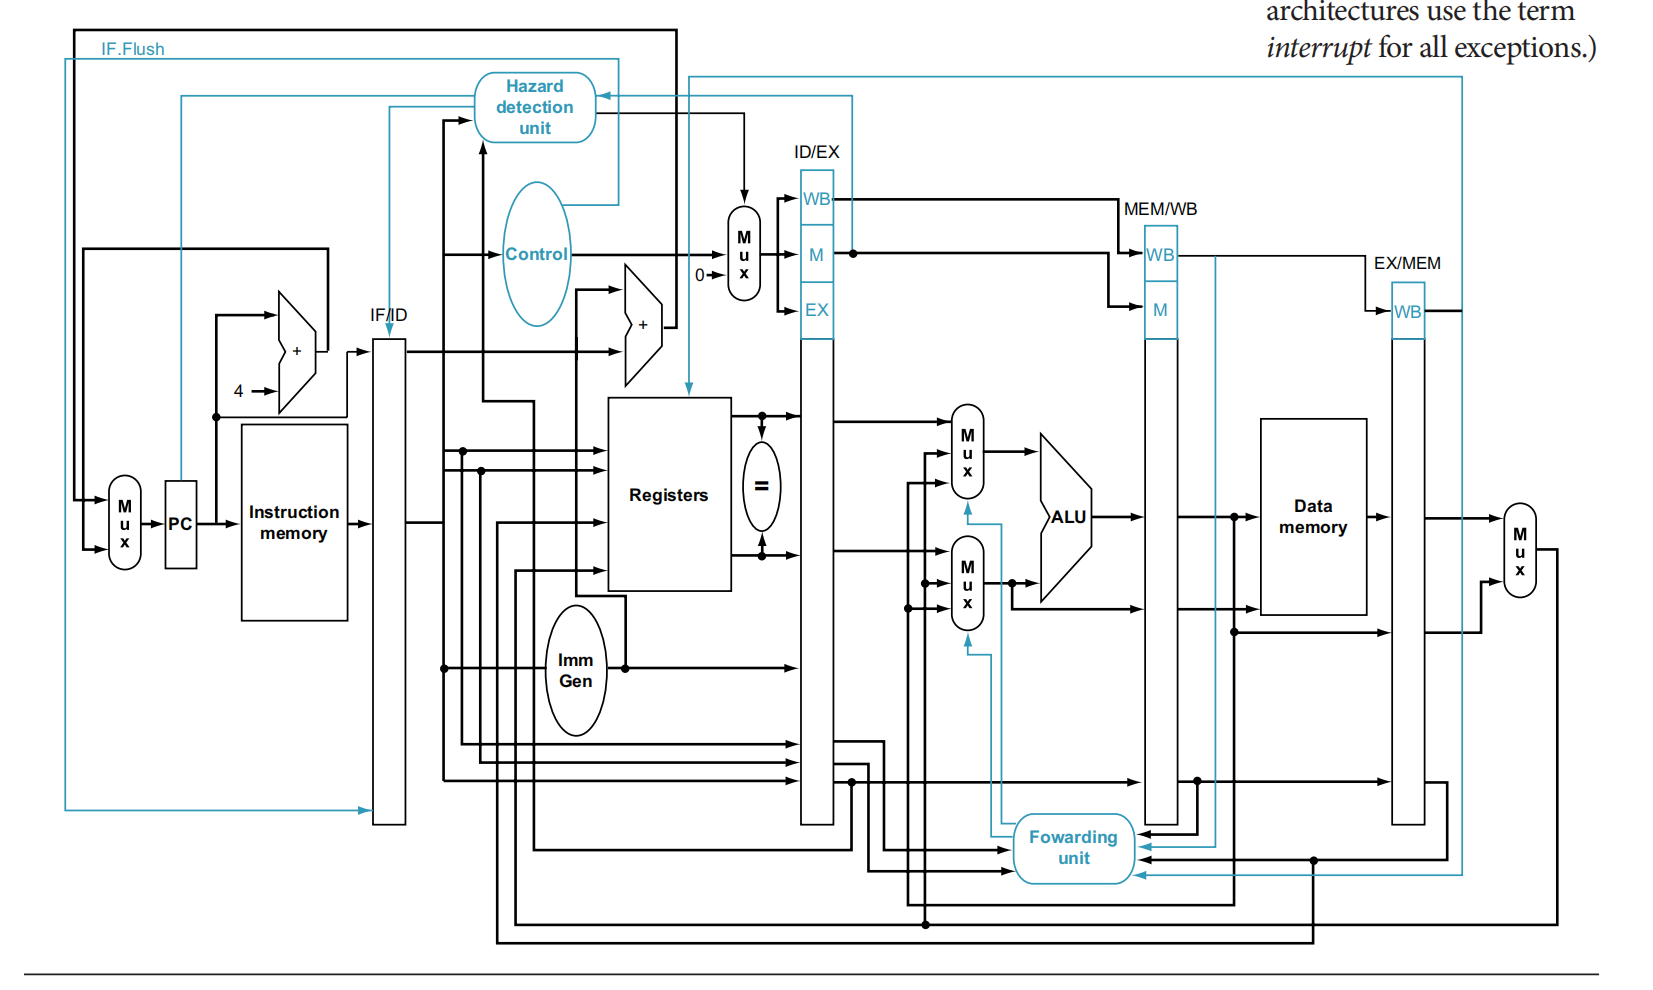 architectures use the term
interrupt for all exceptions.)
IF.Flush
Hazard
detection
unit
ID/EX
WB
M
EX
MEM/WB
WB
M
EX/MEM
WB
Control
M
u
x
0
+
IF/ID
+
4
M
u
x
PC
Instruction
memory
Registers
=
M
u
x
M
u
x
ALU
Data
memory
M
u
x
Imm
Gen
Fowarding
unit